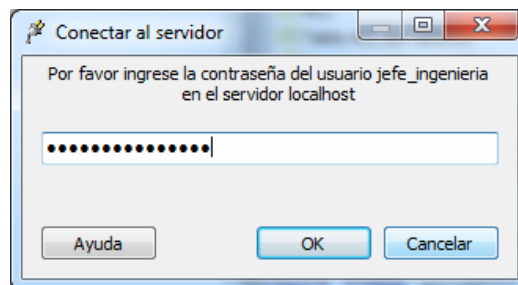 Conectar al servidor
Por favor ingrese la contraseña del usuario jefe_ingenieria
en el servidor localhost
•••••••••••••••
Ayuda
OK
Cancelar